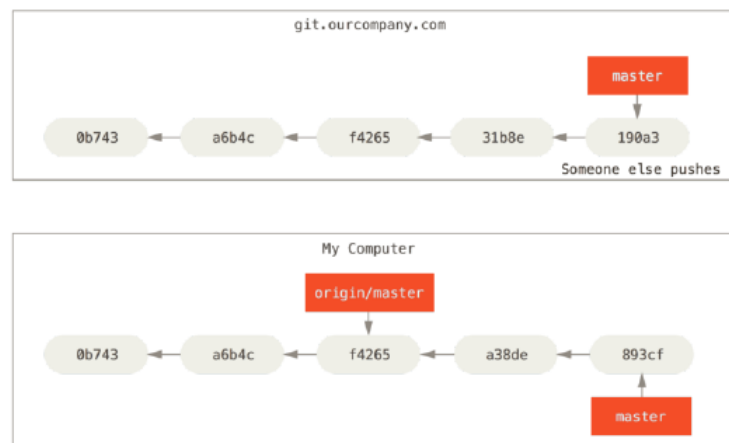 git.ourcompany.com
master
0b743 a6b4c f4265 31b8e 190a3
Someone else pushes
My Computer
origin/master
0b743 a6b4c f4265 a38de 893cf
master